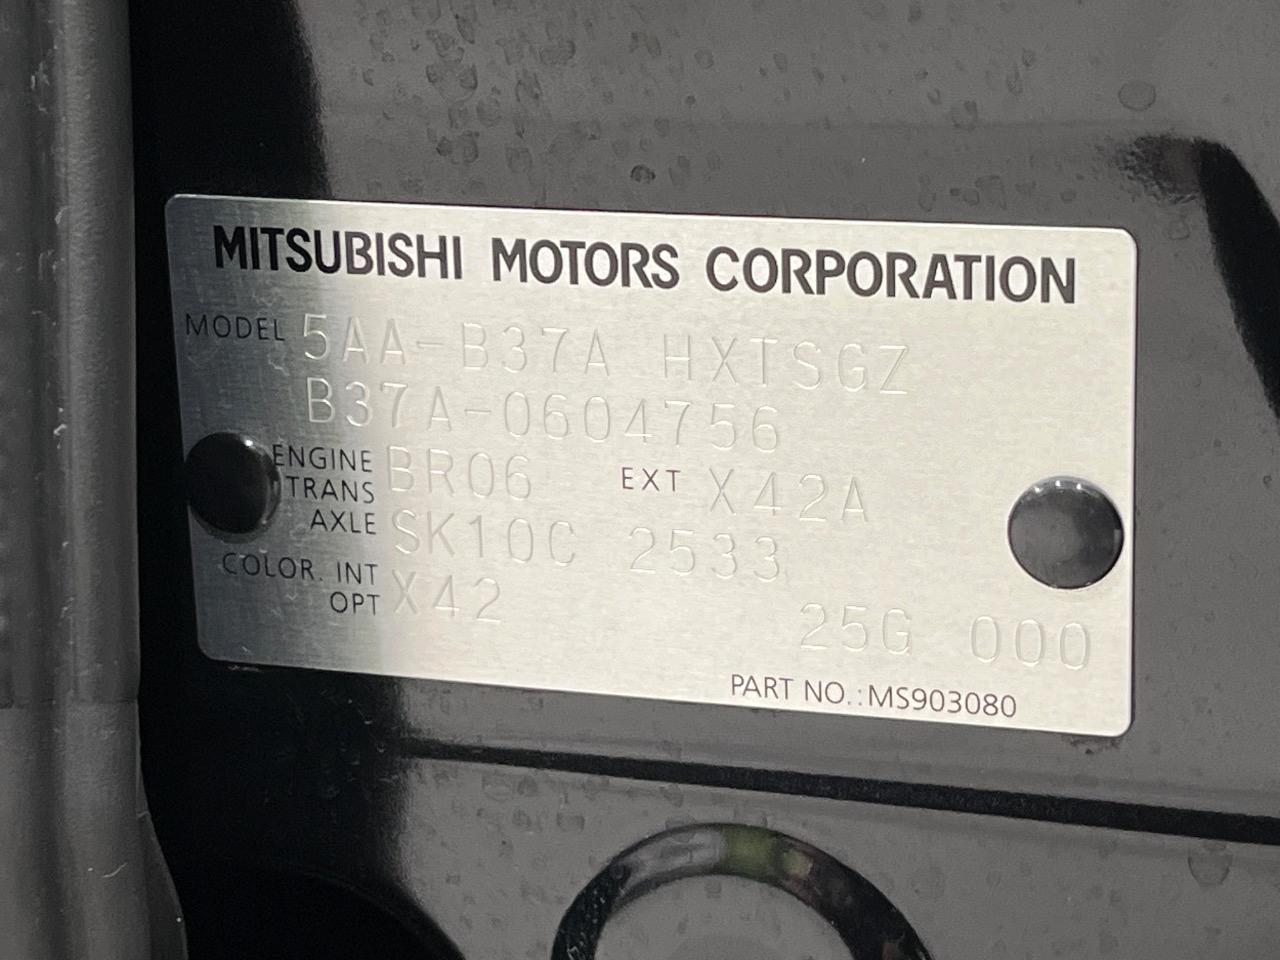 MITSUBISHI MOTORS CORPORATION
MODEL 5AA-B37A HXTSGZ
B37A-0604756
ENGINE BR06 EXT X42A
TRANS
AXLE SK10C 2533
COLOR. INT X42
OPT 25G 000
PART NO.:MS903080